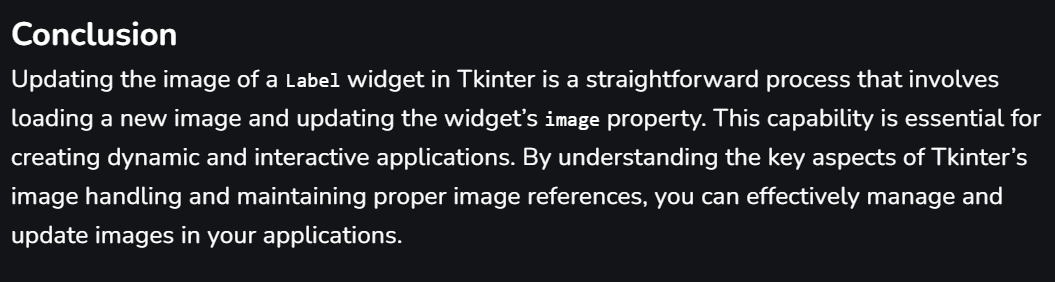 Conclusion
Updating the image of a Label widget in Tkinter is a straightforward process that involves
loading a new image and updating the widget’s image property. This capability is essential for
creating dynamic and interactive applications. By understanding the key aspects of Tkinter’s
image handling and maintaining proper image references, you can effectively manage and
update images in your applications.